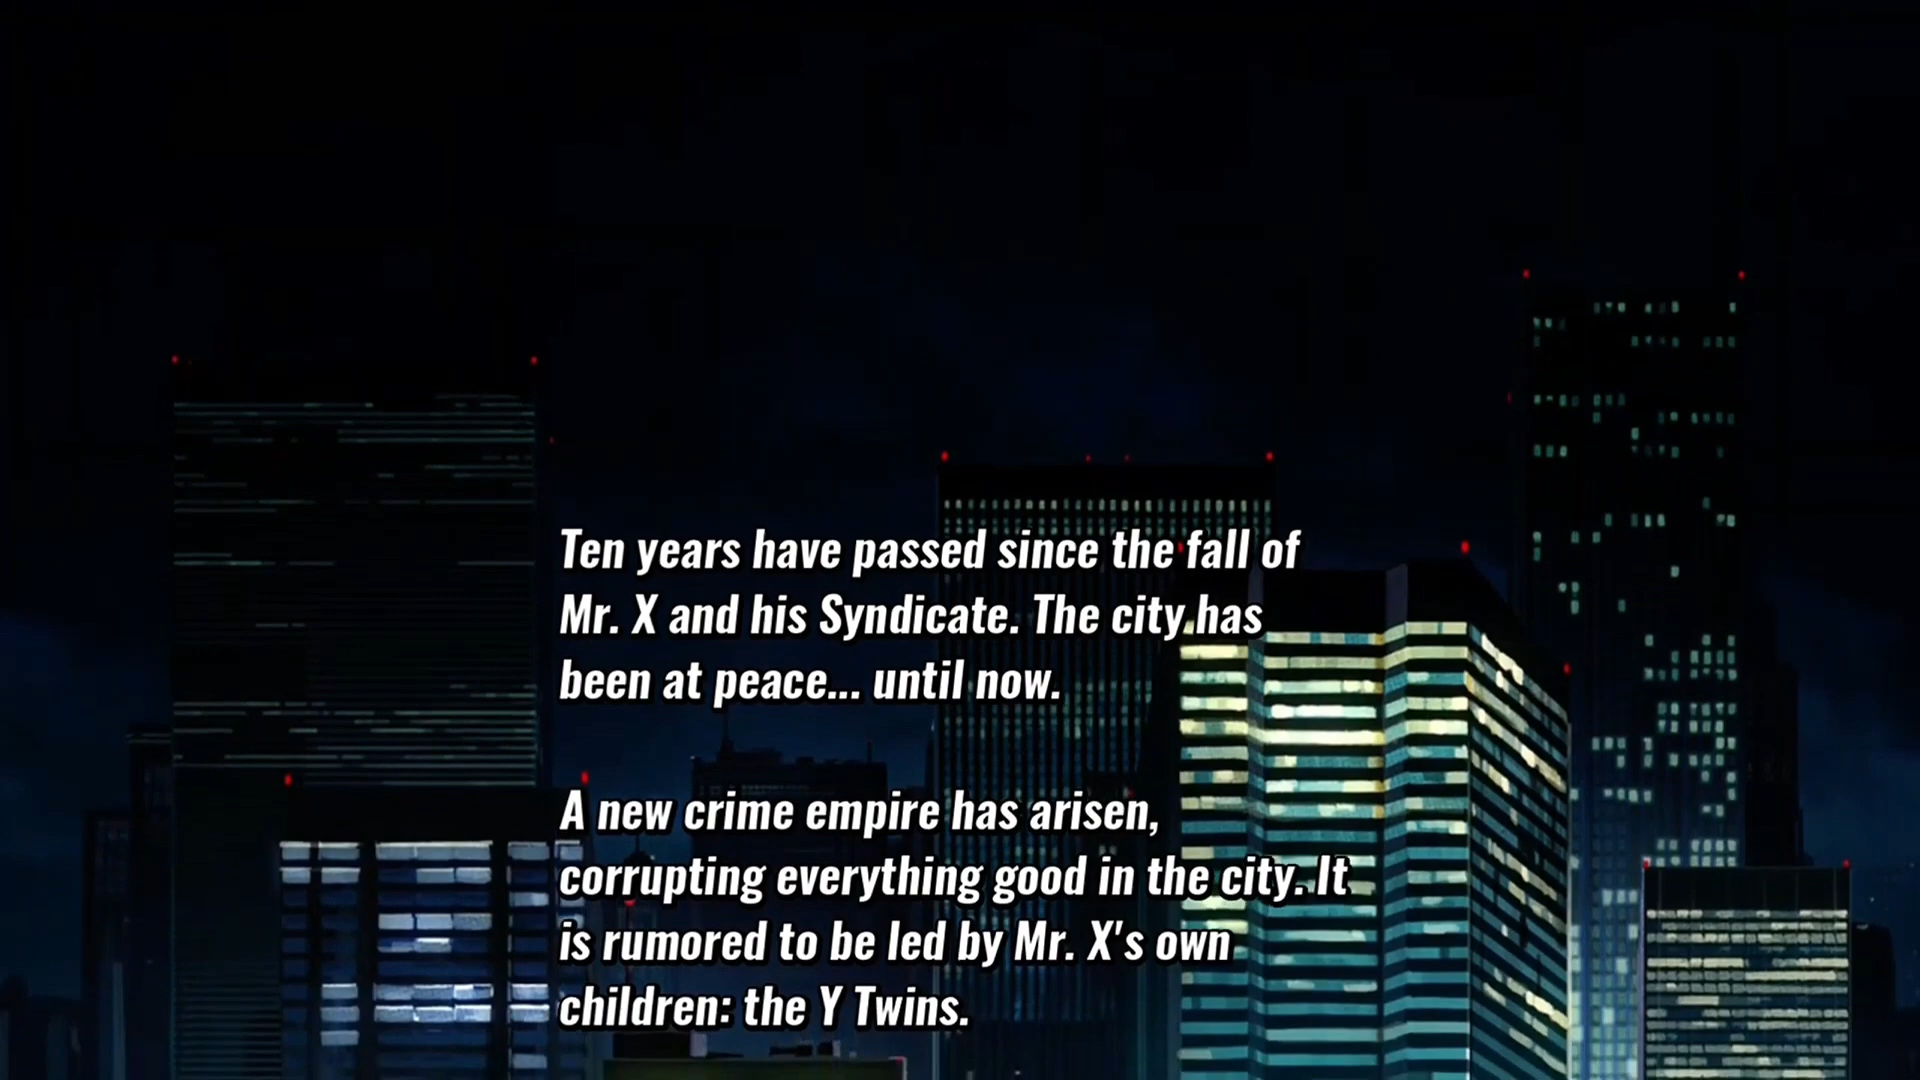 Ten years have passed since the fall of
Mr. X and his Syndicate. The city has
been at peace... until now.
A new crime empire has arisen,
corrupting everything good in the city. It
is rumored to be led by Mr. X's own
children: the Y Twins.